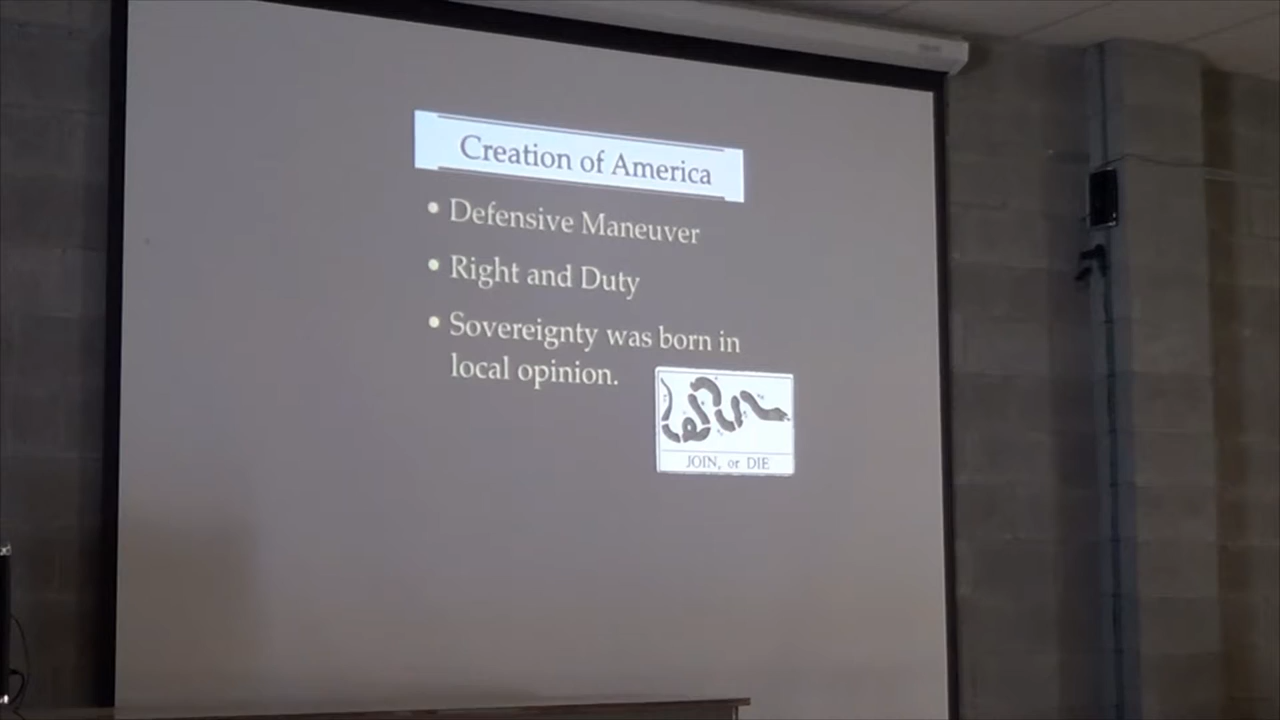 Creation of America
• Defensive Maneuver
• Right and Duty
• Sovereignty was born in
local opinion.
JOIN, or DIE